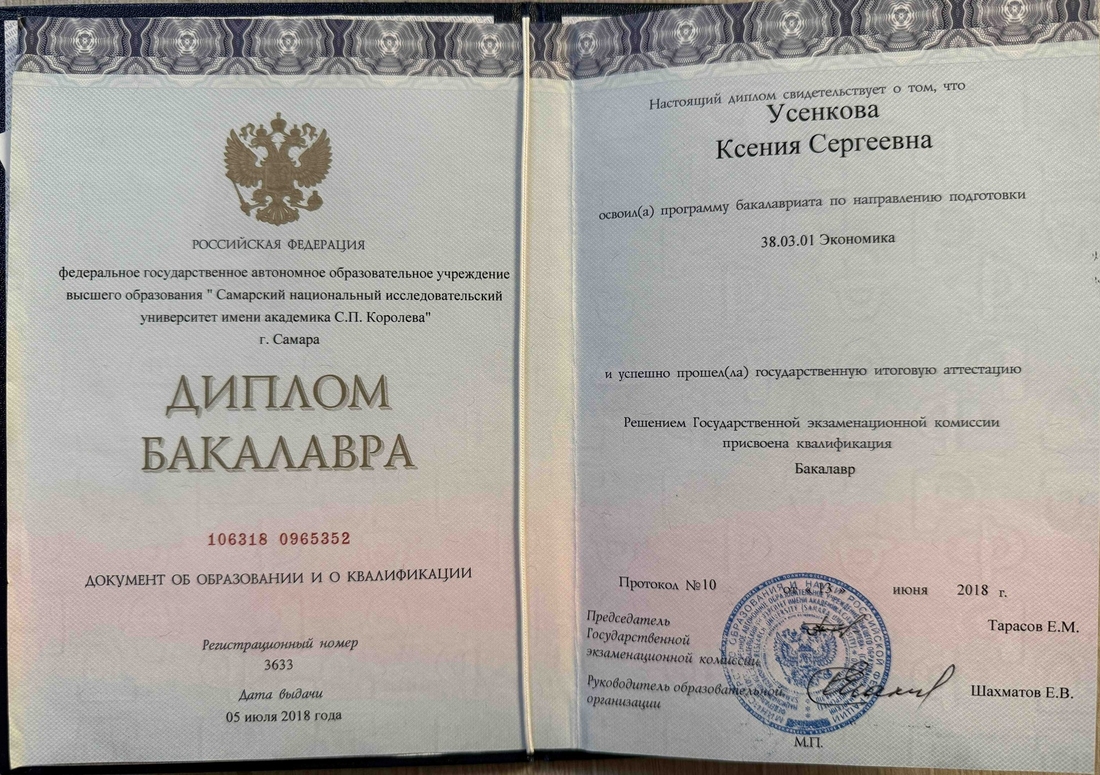 РОССИЙСКАЯ ФЕДЕРАЦИЯ
федеральное государственное автономное образовательное учреждение
высшего образования " Самарский национальный исследовательский
университет имени академика С.П. Королева"
г. Самара
ДИПЛОМ
БАКАЛАВРА
106318 0965352
ДОКУМЕНТ ОБ ОБРАЗОВАНИИ И О КВАЛИФИКАЦИИ
Регистрационный номер
3633
Дата выдачи
05 июля 2018 года
Настоящий диплом свидетельствует о том, что
Усенкова
Ксения Сергеевна
освоил(а) программу бакалавриата по направлению подготовки
38.03.01 Экономика
и успешно прошел(ла) государственную итоговую аттестацию
Решением Государственной экзаменационной комиссии
присвоена квалификация
Бакалавр
Протокол №10 от « 13 » июня 2018 г.
Председатель
Государственной
экзаменационной комиссии
Тарасов Е.М.
Руководитель образовательной
организации
Шахматов Е.В.
М.П.